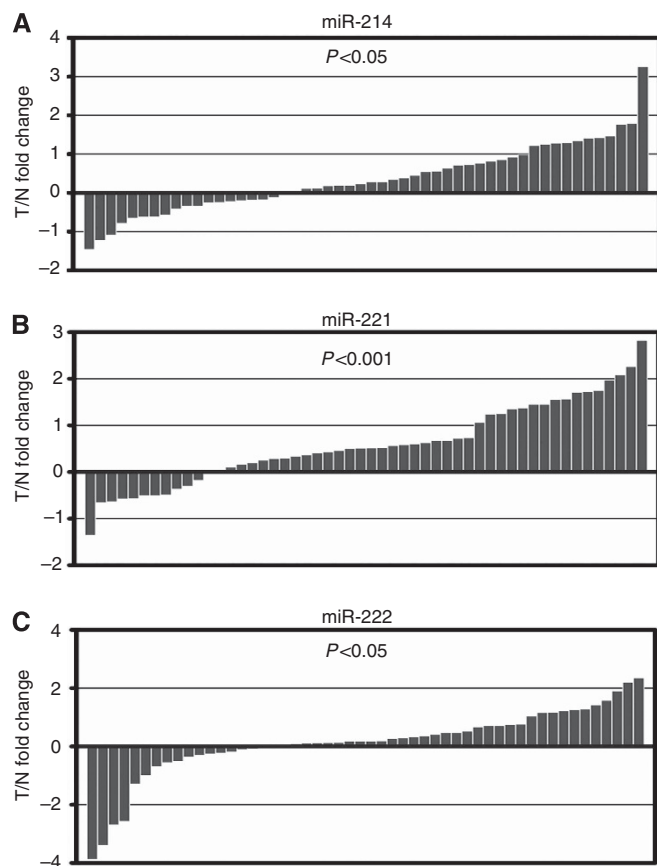 A
miR-214
P<0.05
T/N fold change
4
3
2
1
0
–1
–2
B
miR-221
P<0.001
T/N fold change
3
2
1
0
–1
–2
C
miR-222
P<0.05
T/N fold change
4
2
0
–2
–4